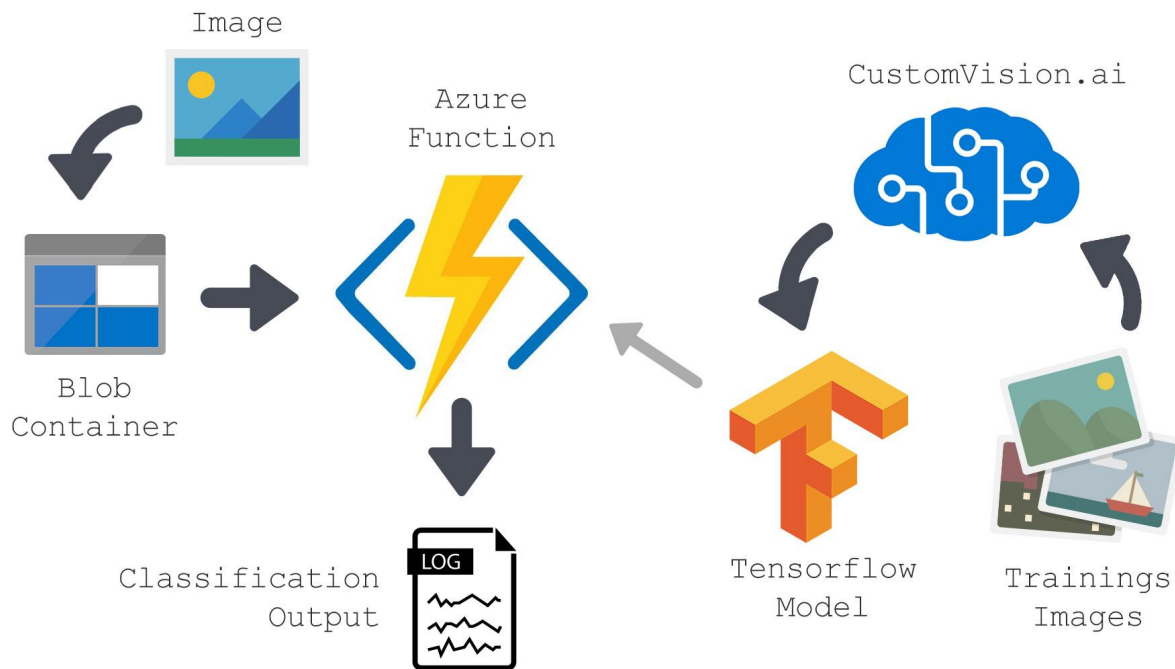 Image
CustomVision.ai
Azure
Function
Blob
Container
LOG
Classification
Output
Tensorflow
Model
Trainings
Images